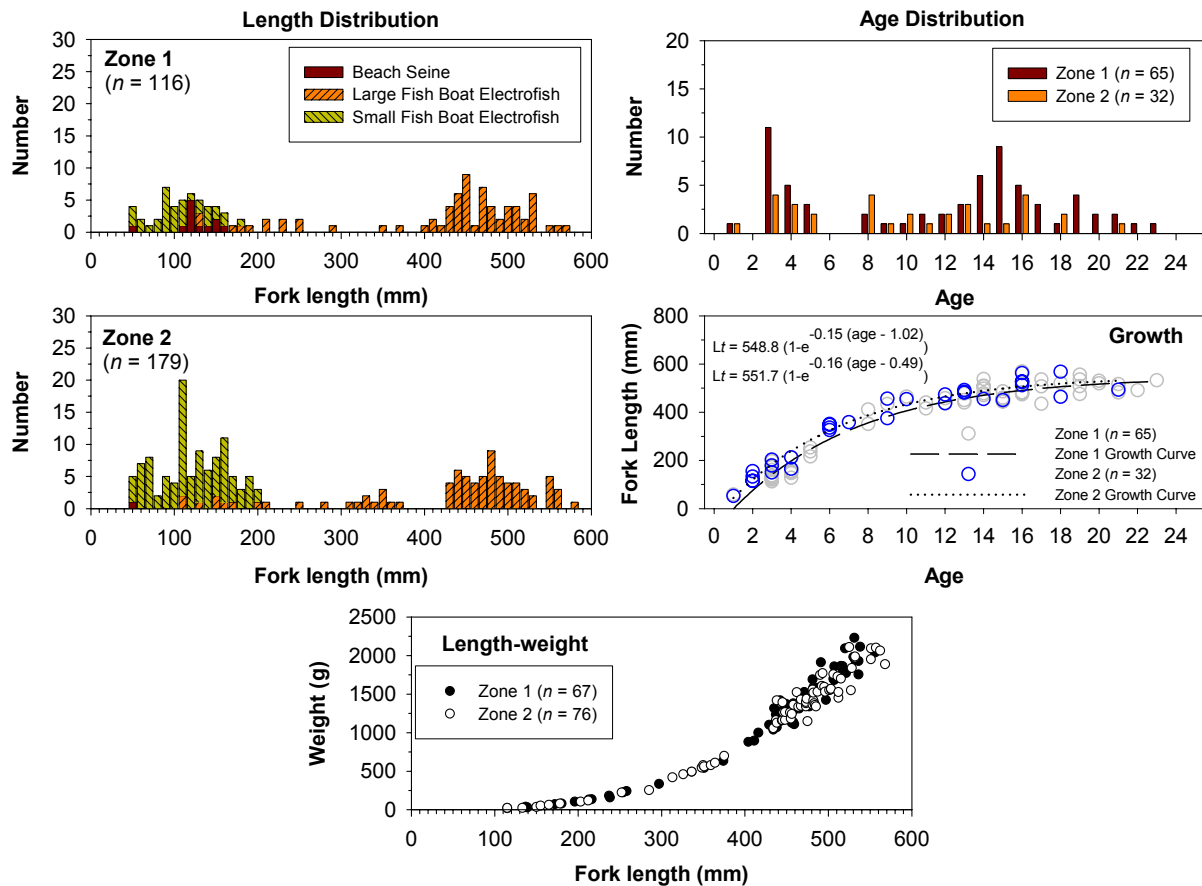 Length Distribution
30
25
20
15
10
5
0
Number
Zone 1
(n = 116)
Beach Seine
Large Fish Boat Electrofish
Small Fish Boat Electrofish
0 100 200 300 400 500 600
Fork length (mm)
Age Distribution
20
15
10
5
0
Number
Zone 1 (n = 65)
Zone 2 (n = 32)
0 2 4 6 8 10 12 14 16 18 20 22 24
Age
30
25
20
15
10
5
0
Number
Zone 2
(n = 179)
0 100 200 300 400 500 600
Fork length (mm)
800
600
400
200
0
Fork Length (mm)
Growth
Lt = 548.8 (1-e^-0.15 (age - 1.02))
Lt = 551.7 (1-e^-0.16 (age - 0.49))
Zone 1 (n = 65)
Zone 1 Growth Curve
Zone 2 (n = 32)
Zone 2 Growth Curve
0 2 4 6 8 10 12 14 16 18 20 22 24
Age
2500
2000
1500
1000
500
0
Weight (g)
Length-weight
Zone 1 (n = 67)
Zone 2 (n = 76)
0 100 200 300 400 500 600
Fork length (mm)